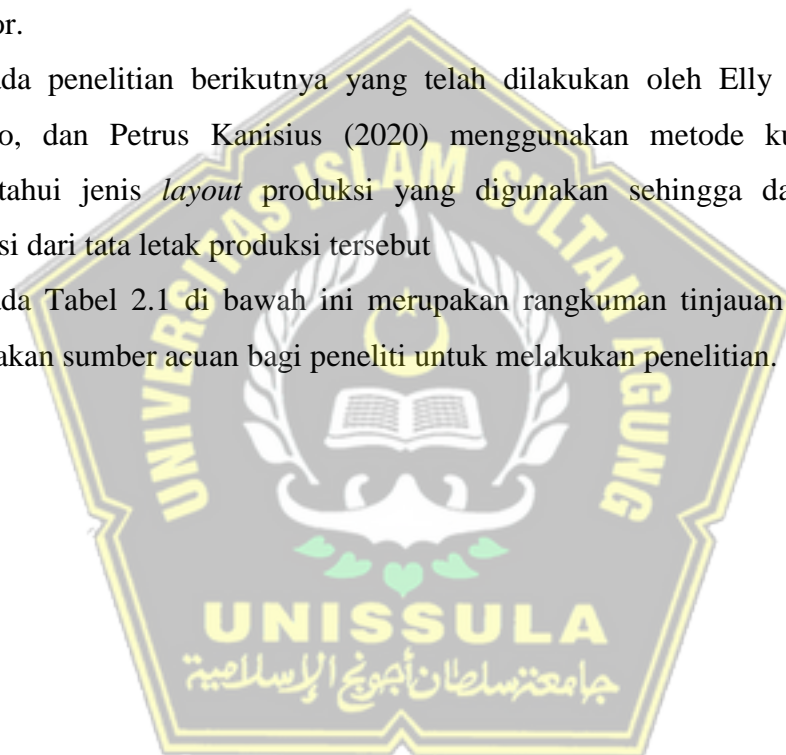 or.
da penelitian berikutnya yang telah dilakukan oleh Elly
o, dan Petrus Kanisius (2020) menggunakan metode ku
tahui jenis layout produksi yang digunakan sehingga da
si dari tata letak produksi tersebut
da Tabel 2.1 di bawah ini merupakan rangkuman tinjauan
akan sumber acuan bagi peneliti untuk melakukan penelitian.
UNIVERSITAS ISLAM SULTAN AGUNG
UNISSULA
جامعة سلطان أجونج الإسلامية